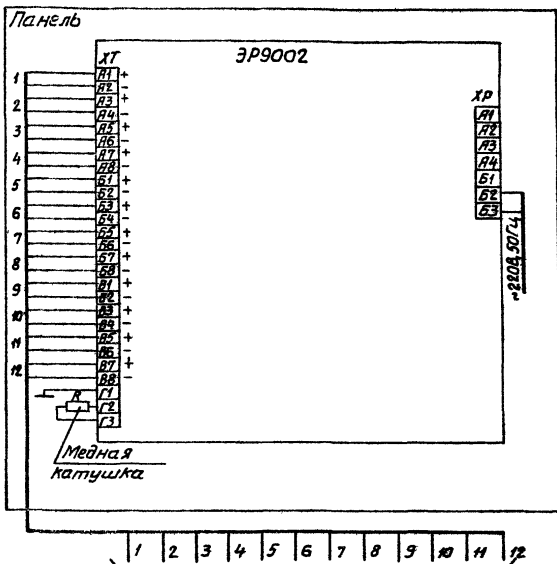 Панель
ХТ
ЭР9002
ХР
1
А1 +
А2 -
2
А3 +
А4 -
3
А5 +
А6 -
4
А7 +
А8 -
5
Б1 +
Б2 -
6
Б3 +
Б4 -
7
Б5 +
Б6 -
8
Б7 +
Б8 -
9
В1 +
В2 -
10
В3 +
В4 -
11
В5 +
В6 -
12
В7 +
В8 -
Г1
R
Г2
Г3
А1
А2
А3
А4
Б1
Б2
Б3
~220В, 50Гц
Медная
катушка
1 2 3 4 5 6 7 8 9 10 11 12